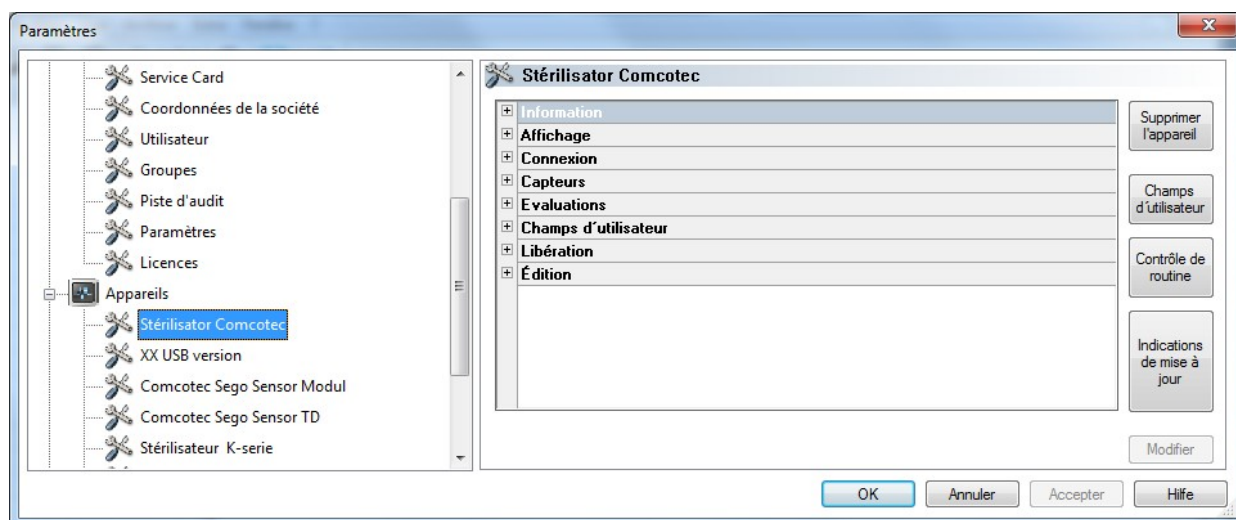 Paramètres
Service Card
Coordonnées de la société
Utilisateur
Groupes
Piste d'audit
Paramètres
Licences
Appareils
Stérilisator Comcotec
XX USB version
Comcotec Sego Sensor Modul
Comcotec Sego Sensor TD
Stérilisateur K-serie
Stérilisator Comcotec
Information
Affichage
Connexion
Capteurs
Evaluations
Champs d´utilisateur
Libération
Édition
Supprimer
l'appareil
Champs
d´utilisateur
Contrôle de
routine
Indications
de mise à
jour
Modifier
OK
Annuler
Accepter
Hilfe